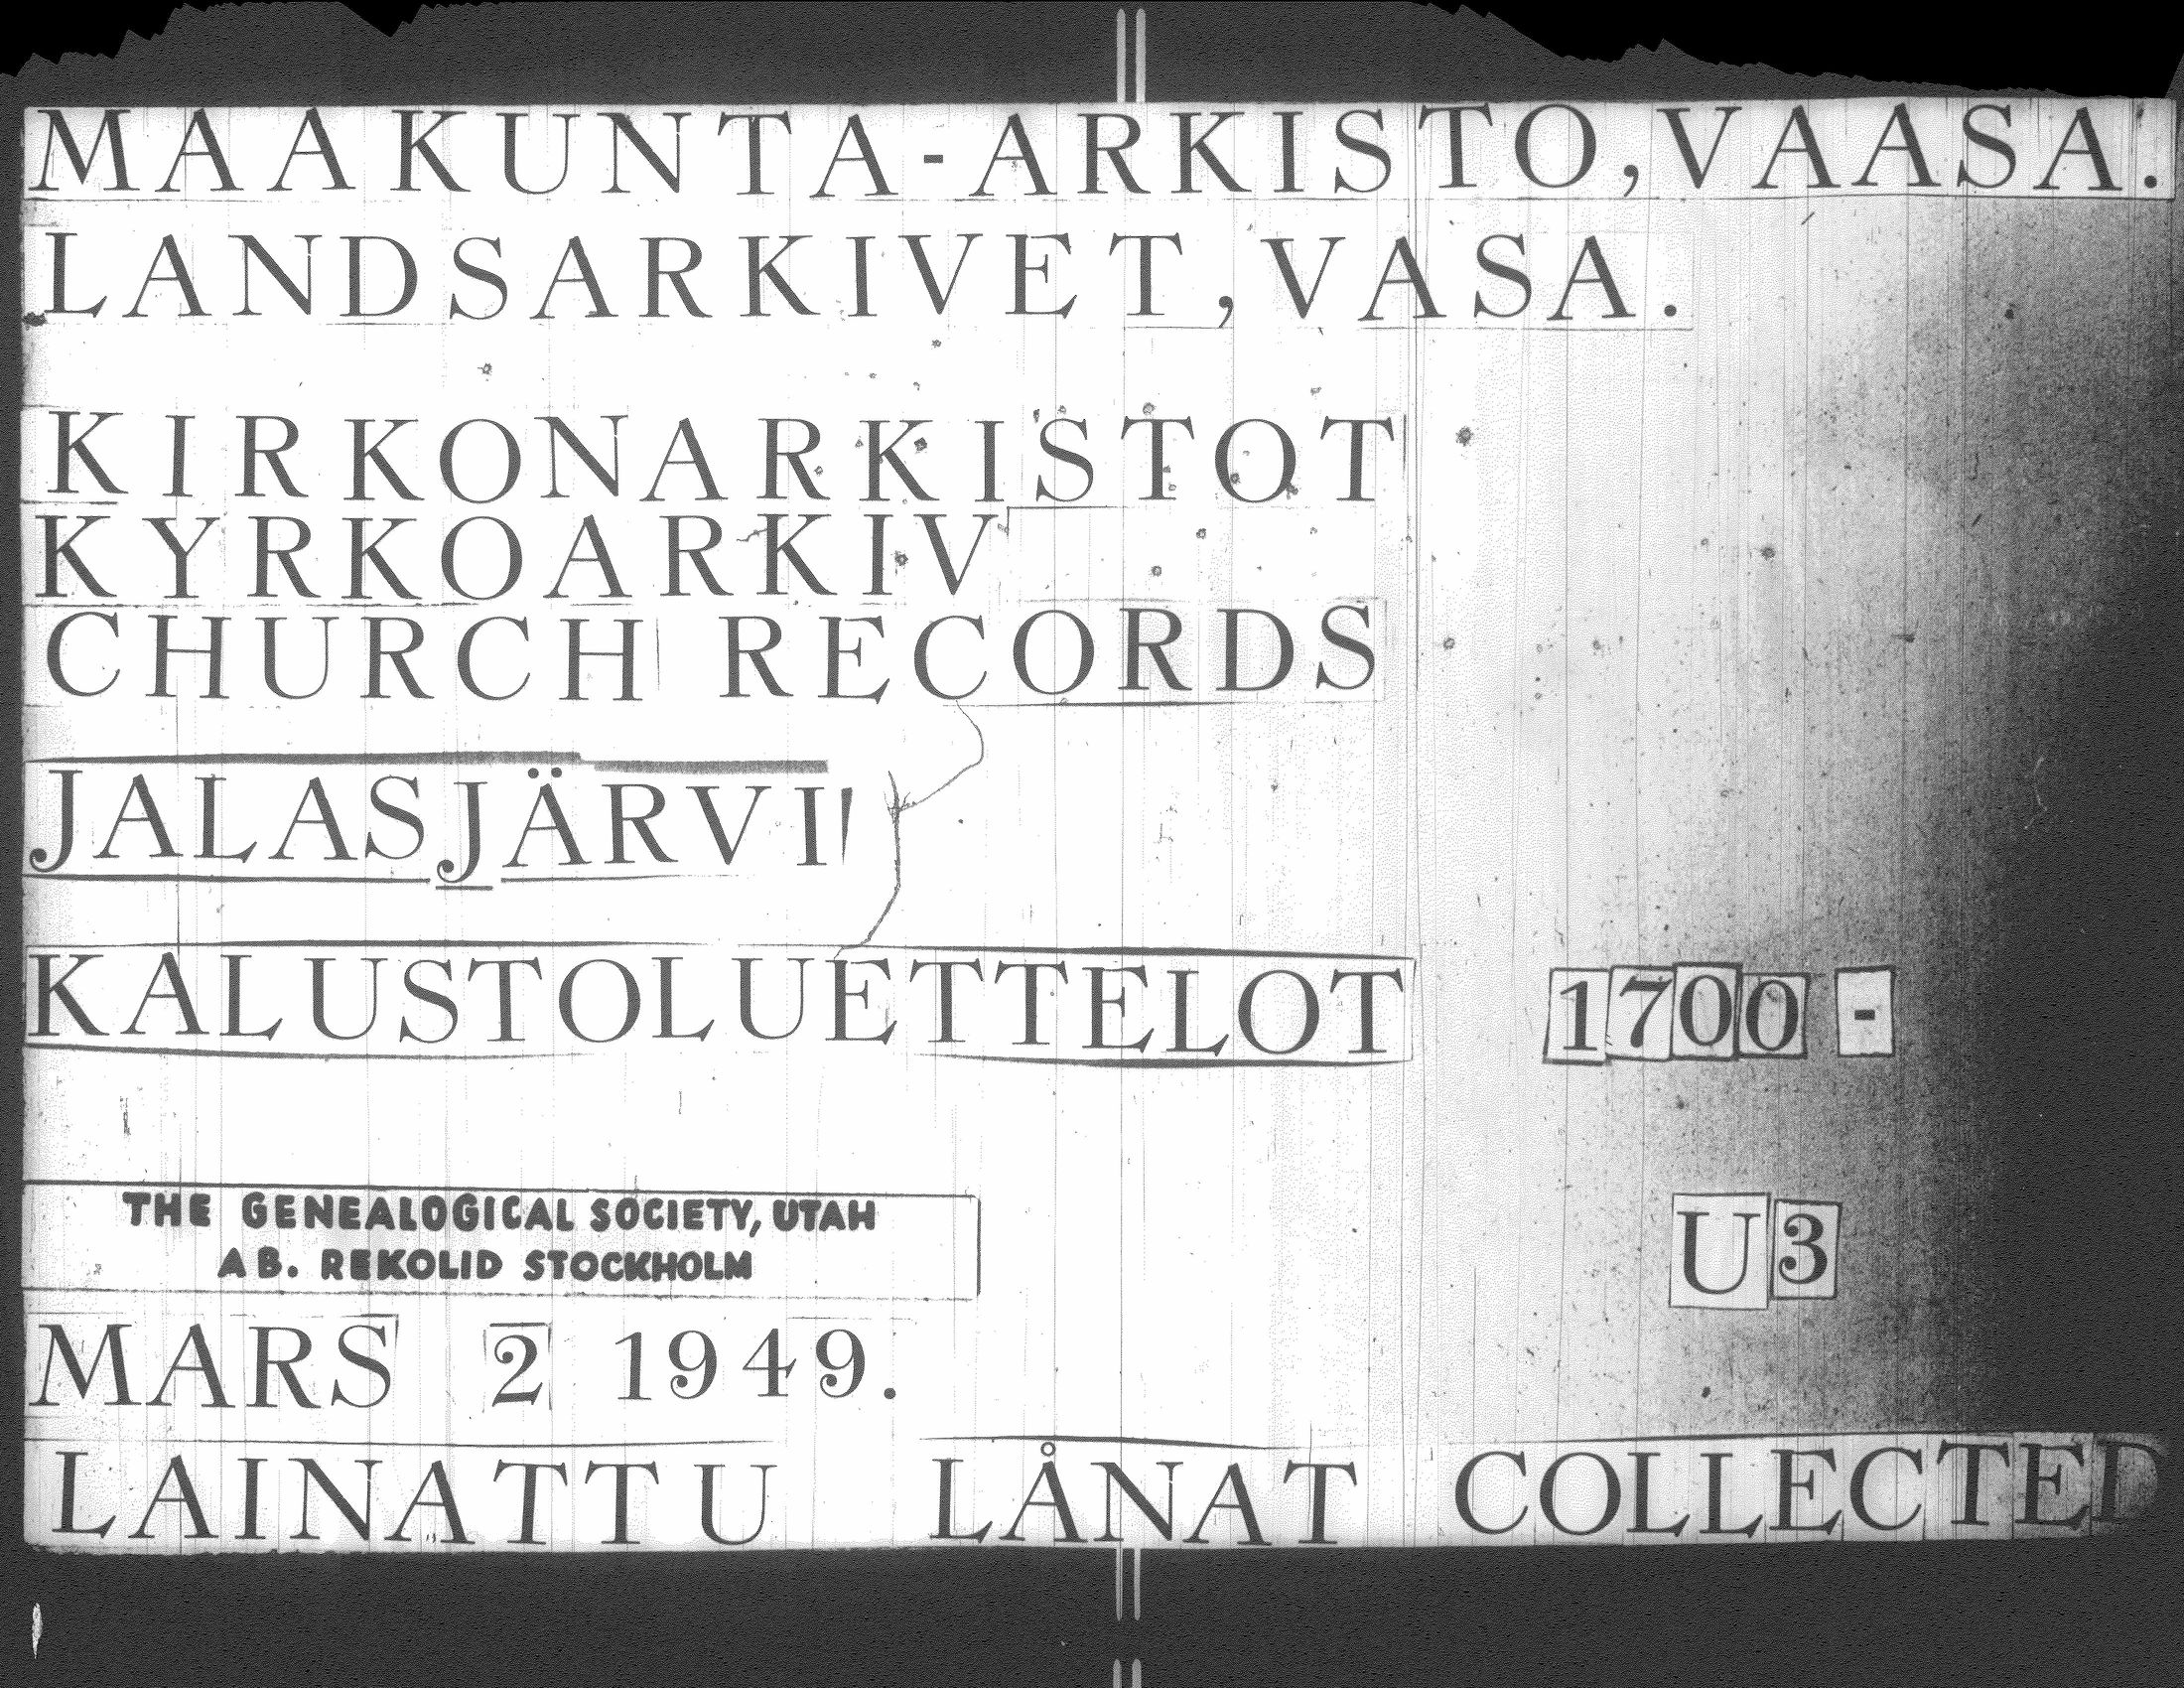 MAAKUNTA-ARKISTO, VAASA.
LANDSARKIVET, VASA.
KIRKONARKISTOT
KYRKOARKIV
CHURCH RECORDS
JALASJÄRVI
KALUSTOLUETTELOT 1700 -
THE GENEALOGICAL SOCIETY, UTAH
AB. REKOLID STOCKHOLM
U3
MARS 2 1949.
LAINATTU LÅNAT COLLECTED